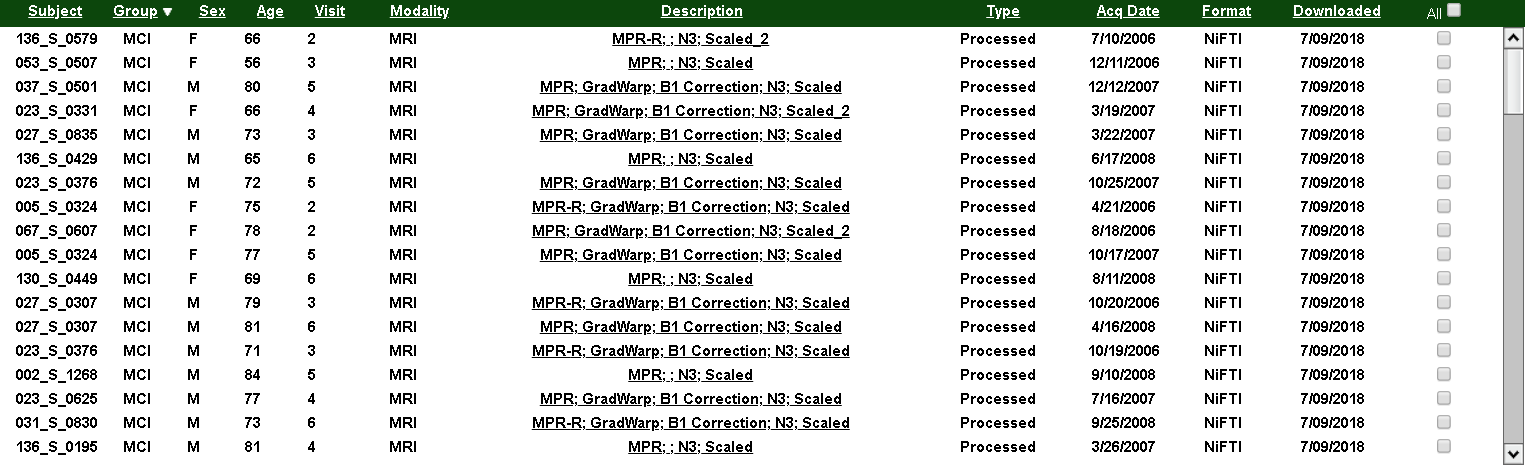 Subject Group Sex Age Visit Modality Description Type Acq Date Format Downloaded All
136_S_0579 MCI F 66 2 MRI MPR-R; ; N3; Scaled_2 Processed 7/10/2006 NiFTI 7/09/2018
053_S_0507 MCI F 56 3 MRI MPR; ; N3; Scaled Processed 12/11/2006 NiFTI 7/09/2018
037_S_0501 MCI M 80 5 MRI MPR; GradWarp; B1 Correction; N3; Scaled Processed 12/12/2007 NiFTI 7/09/2018
023_S_0331 MCI F 66 4 MRI MPR; GradWarp; B1 Correction; N3; Scaled_2 Processed 3/19/2007 NiFTI 7/09/2018
027_S_0835 MCI M 73 3 MRI MPR; GradWarp; B1 Correction; N3; Scaled Processed 3/22/2007 NiFTI 7/09/2018
136_S_0429 MCI M 65 6 MRI MPR; ; N3; Scaled Processed 6/17/2008 NiFTI 7/09/2018
023_S_0376 MCI M 72 5 MRI MPR; GradWarp; B1 Correction; N3; Scaled Processed 10/25/2007 NiFTI 7/09/2018
005_S_0324 MCI F 75 2 MRI MPR-R; GradWarp; B1 Correction; N3; Scaled Processed 4/21/2006 NiFTI 7/09/2018
067_S_0607 MCI F 78 2 MRI MPR; GradWarp; B1 Correction; N3; Scaled_2 Processed 8/18/2006 NiFTI 7/09/2018
005_S_0324 MCI F 77 5 MRI MPR; GradWarp; B1 Correction; N3; Scaled Processed 10/17/2007 NiFTI 7/09/2018
130_S_0449 MCI F 69 6 MRI MPR; ; N3; Scaled Processed 8/11/2008 NiFTI 7/09/2018
027_S_0307 MCI M 79 3 MRI MPR-R; GradWarp; B1 Correction; N3; Scaled Processed 10/20/2006 NiFTI 7/09/2018
027_S_0307 MCI M 81 6 MRI MPR; GradWarp; B1 Correction; N3; Scaled Processed 4/16/2008 NiFTI 7/09/2018
023_S_0376 MCI M 71 3 MRI MPR-R; GradWarp; B1 Correction; N3; Scaled Processed 10/19/2006 NiFTI 7/09/2018
002_S_1268 MCI M 84 5 MRI MPR; ; N3; Scaled Processed 9/10/2008 NiFTI 7/09/2018
023_S_0625 MCI M 77 4 MRI MPR; GradWarp; B1 Correction; N3; Scaled Processed 7/16/2007 NiFTI 7/09/2018
031_S_0830 MCI M 73 6 MRI MPR-R; GradWarp; B1 Correction; N3; Scaled Processed 9/25/2008 NiFTI 7/09/2018
136_S_0195 MCI M 81 4 MRI MPR; ; N3; Scaled Processed 3/26/2007 NiFTI 7/09/2018